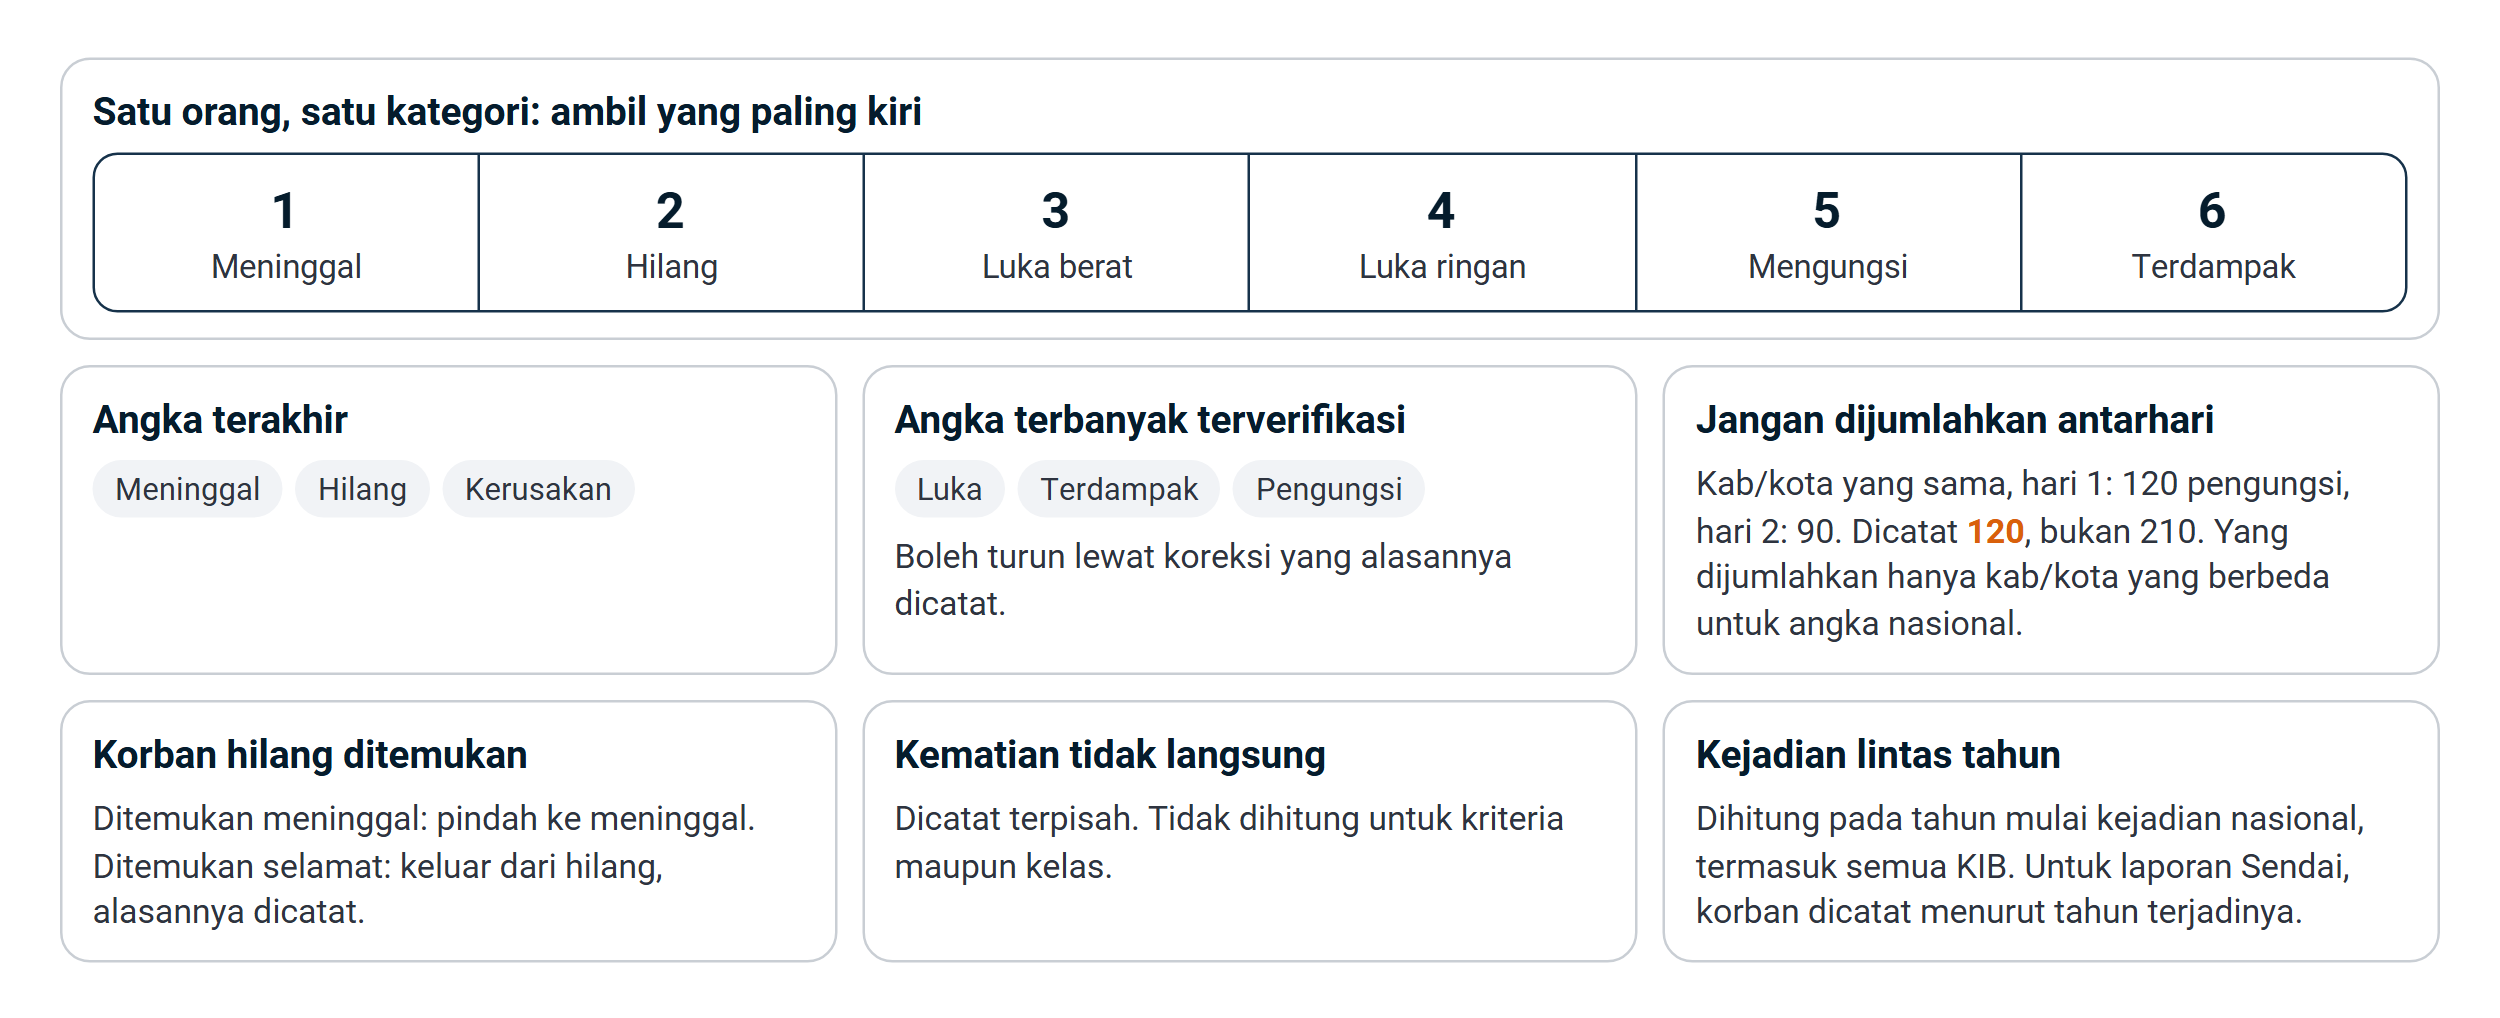 Satu orang, satu kategori: ambil yang paling kiri
1
Meninggal
2
Hilang
3
Luka berat
4
Luka ringan
5
Mengungsi
6
Terdampak
Angka terakhir
Meninggal
Hilang
Kerusakan
Angka terbanyak terverifikasi
Luka
Terdampak
Pengungsi
Boleh turun lewat koreksi yang alasannya
dicatat.
Jangan dijumlahkan antarhari
Kab/kota yang sama, hari 1: 120 pengungsi,
hari 2: 90. Dicatat 120, bukan 210. Yang
dijumlahkan hanya kab/kota yang berbeda
untuk angka nasional.
Korban hilang ditemukan
Ditemukan meninggal: pindah ke meninggal.
Ditemukan selamat: keluar dari hilang,
alasannya dicatat.
Kematian tidak langsung
Dicatat terpisah. Tidak dihitung untuk kriteria
maupun kelas.
Kejadian lintas tahun
Dihitung pada tahun mulai kejadian nasional,
termasuk semua KIB. Untuk laporan Sendai,
korban dicatat menurut tahun terjadinya.